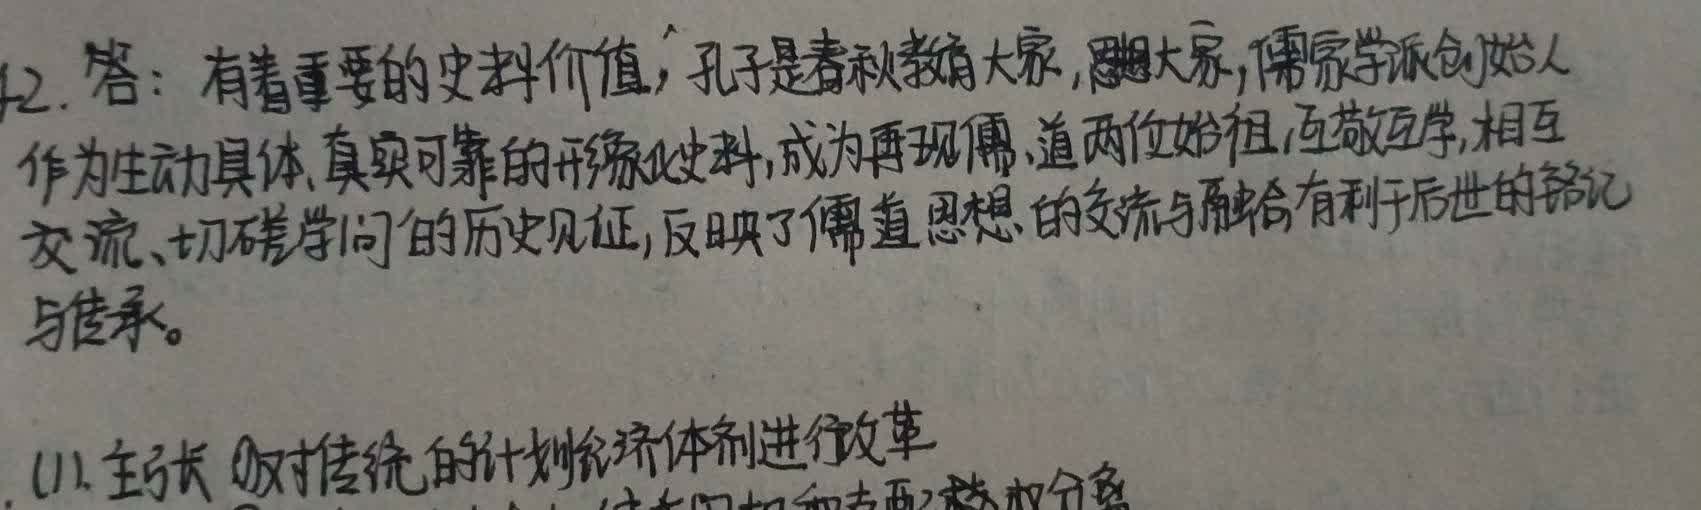 42. 答：有着重要的史料价值，孔子是春秋教育大家，思想大家，儒家学派创始人
作为生动具体、真实可靠的形象化史料，成为再现儒、道两位始祖，互敬互学，相互
交流、切磋学问的历史见证，反映了儒道思想的交流与融合有利于后世的铭记
与传承。
(1). 主张①对传统的计划经济体制进行改革
和支配权分离